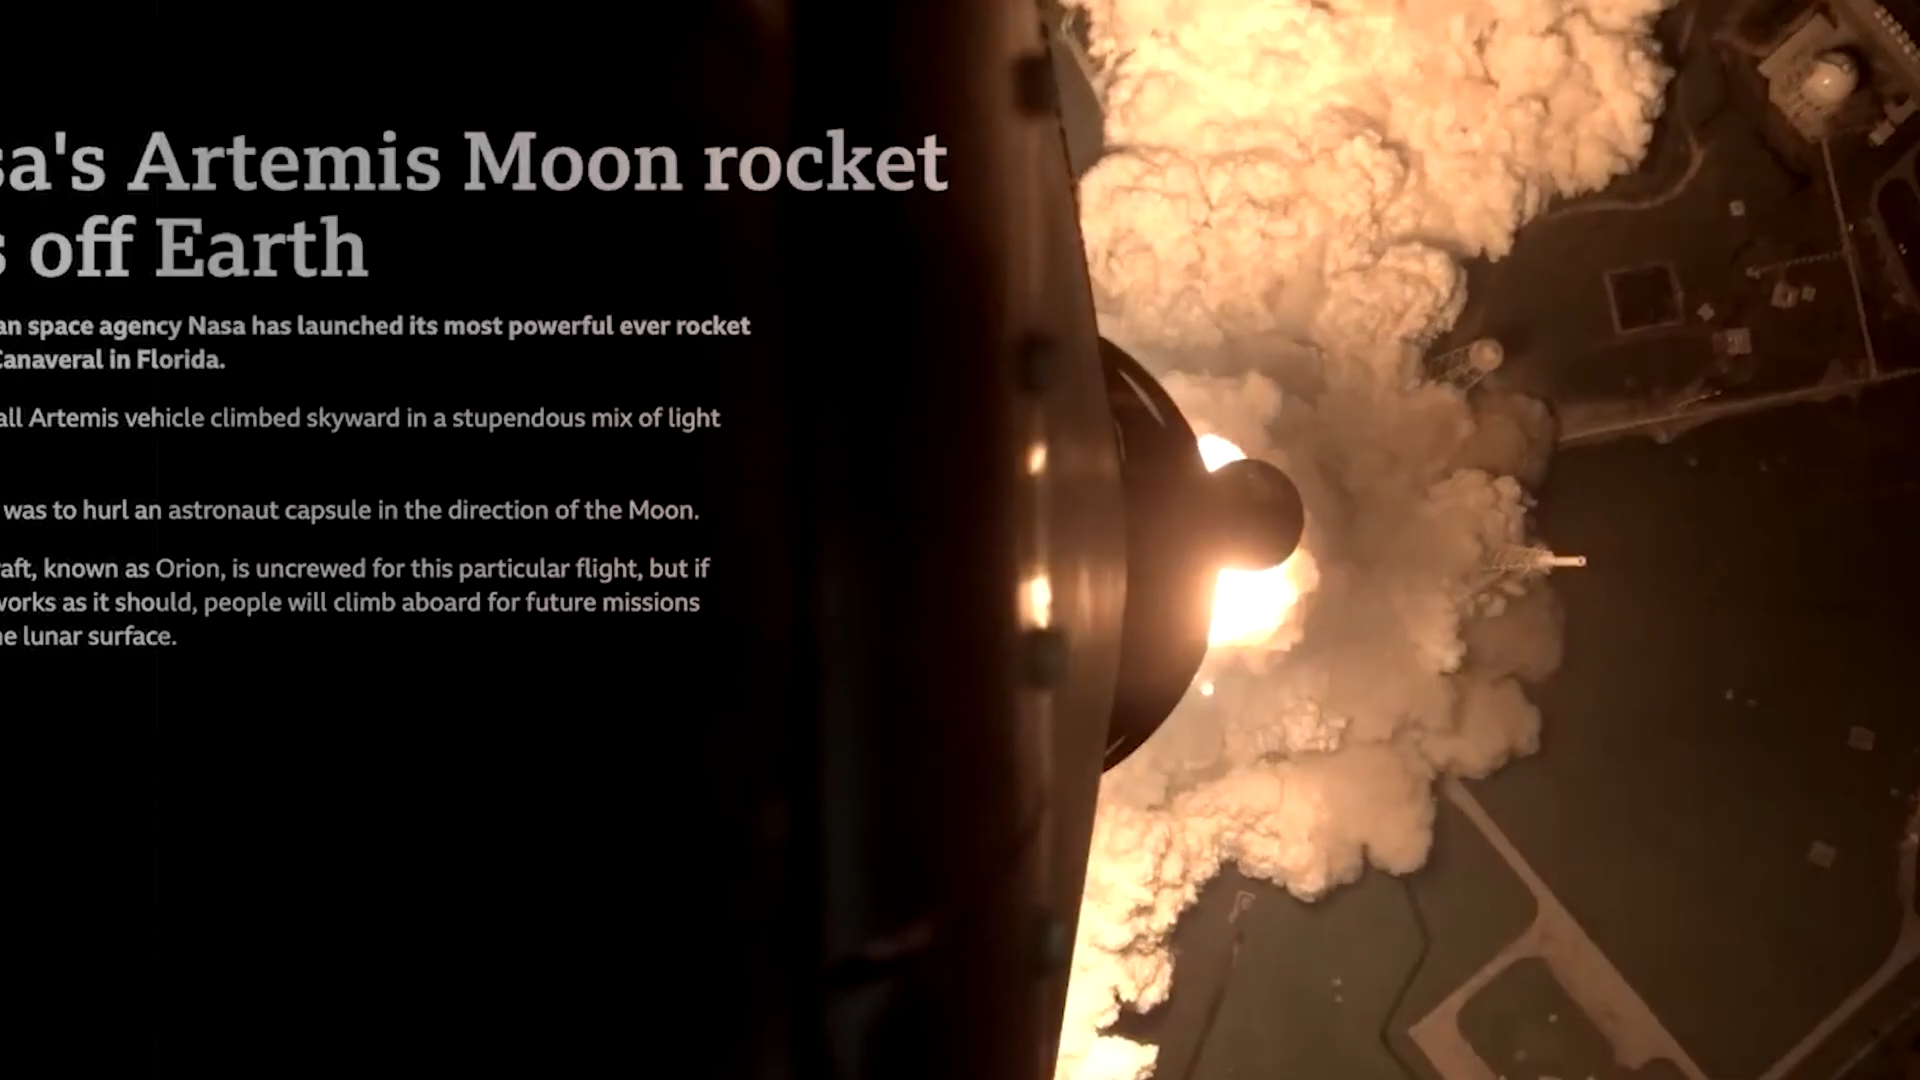 sa's Artemis Moon rocket
s off Earth
an space agency Nasa has launched its most powerful ever rocket
Canaveral in Florida.
all Artemis vehicle climbed skyward in a stupendous mix of light
was to hurl an astronaut capsule in the direction of the Moon.
raft, known as Orion, is uncrewed for this particular flight, but if
works as it should, people will climb aboard for future missions
he lunar surface.